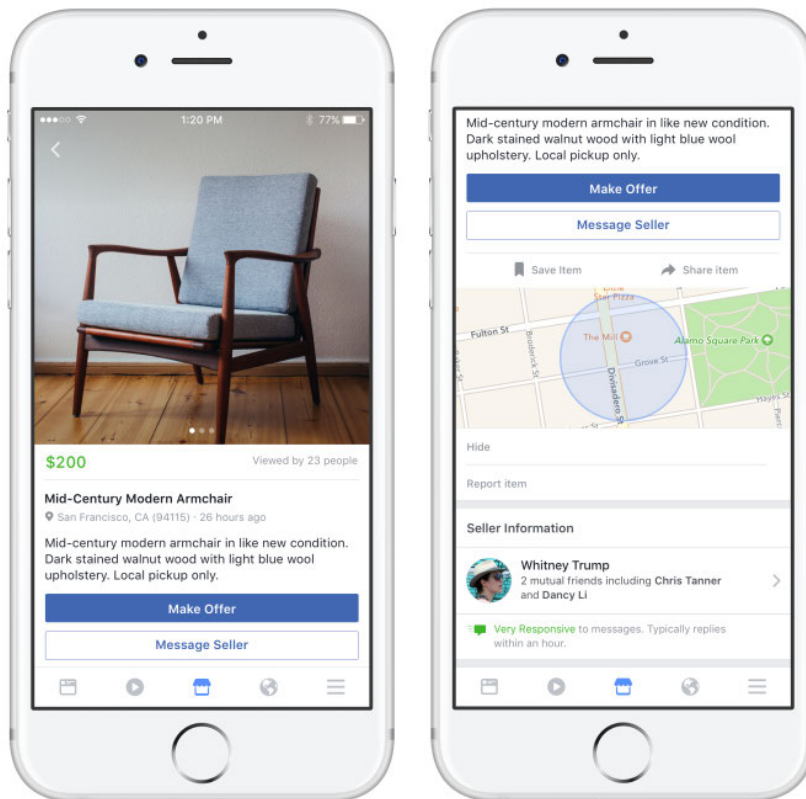 1:20 PM
77%
$200
Viewed by 23 people
Mid-Century Modern Armchair
San Francisco, CA (94115) · 26 hours ago
Mid-century modern armchair in like new condition.
Dark stained walnut wood with light blue wool
upholstery. Local pickup only.
Make Offer
Message Seller
Mid-century modern armchair in like new condition.
Dark stained walnut wood with light blue wool
upholstery. Local pickup only.
Make Offer
Message Seller
Save Item
Share item
Star Pizza
Fulton St
The Mill
Alamo Square Park
Broderick St
Grove St
Divisadero St
Hayes St
Hide
Report item
Seller Information
Whitney Trump
2 mutual friends including Chris Tanner
and Dancy Li
Very Responsive to messages. Typically replies
within an hour.